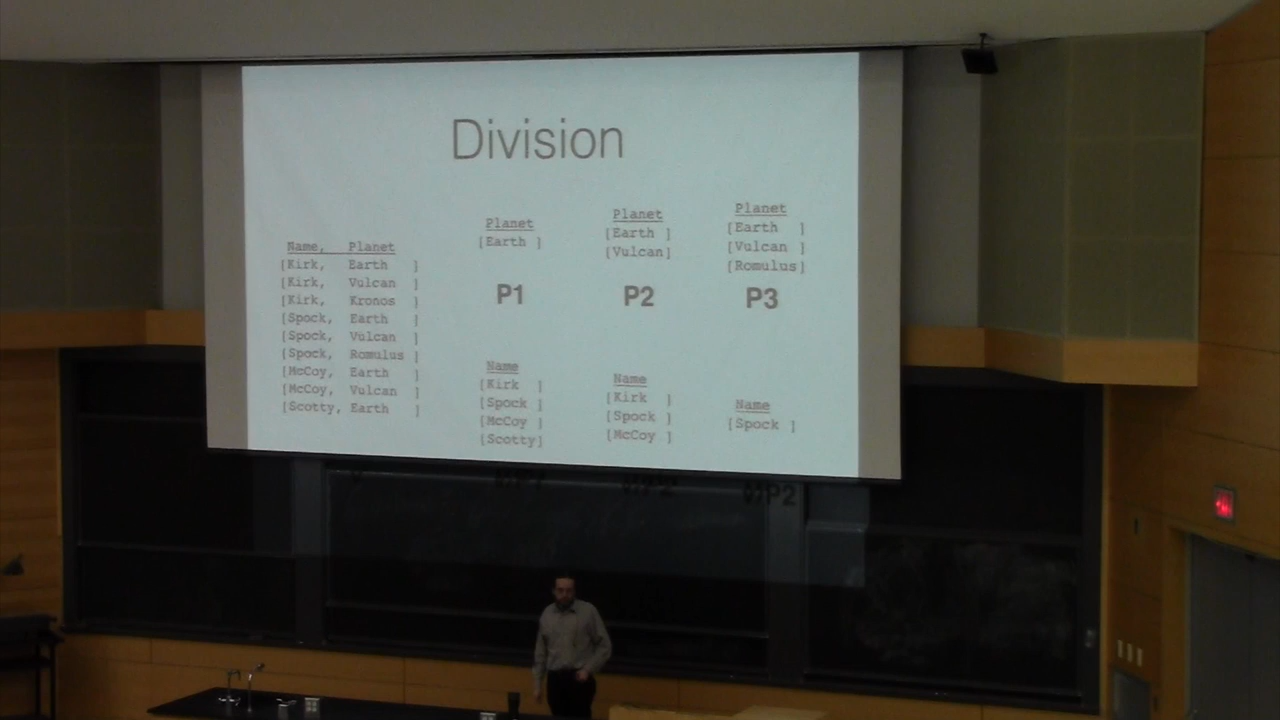 Division
Name, Planet
[Kirk, Earth ]
[Kirk, Vulcan ]
[Kirk, Kronos ]
[Spock, Earth ]
[Spock, Vulcan ]
[Spock, Romulus ]
[McCoy, Earth ]
[McCoy, Vulcan ]
[Scotty, Earth ]
Planet
[Earth ]
P1
Name
[Kirk ]
[Spock ]
[McCoy ]
[Scotty]
Planet
[Earth ]
[Vulcan]
P2
Name
[Kirk ]
[Spock ]
[McCoy ]
Planet
[Earth ]
[Vulcan ]
[Romulus]
P3
Name
[Spock ]